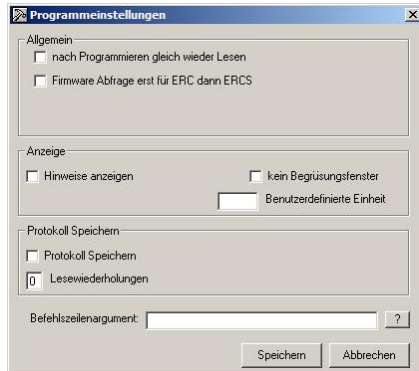 Programmeinstellungen
Allgemein
nach Programmieren gleich wieder Lesen
Firmware Abfrage erst für ERC dann ERCS
Anzeige
Hinweise anzeigen
kein Begrüsungsfenster
Benutzerdefinierte Einheit
Protokoll Speichern
Protokoll Speichern
0 Lesewiederholungen
Befehlszeilenargument: ?
Speichern Abbrechen